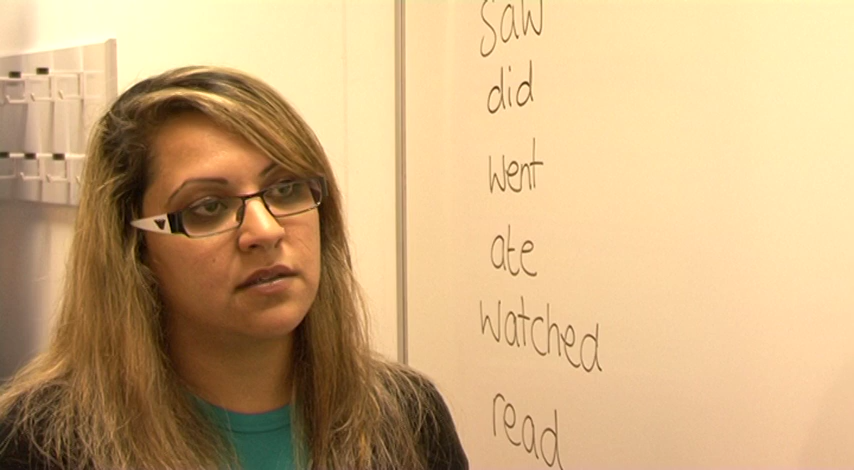 saw
did
went
ate
watched
read